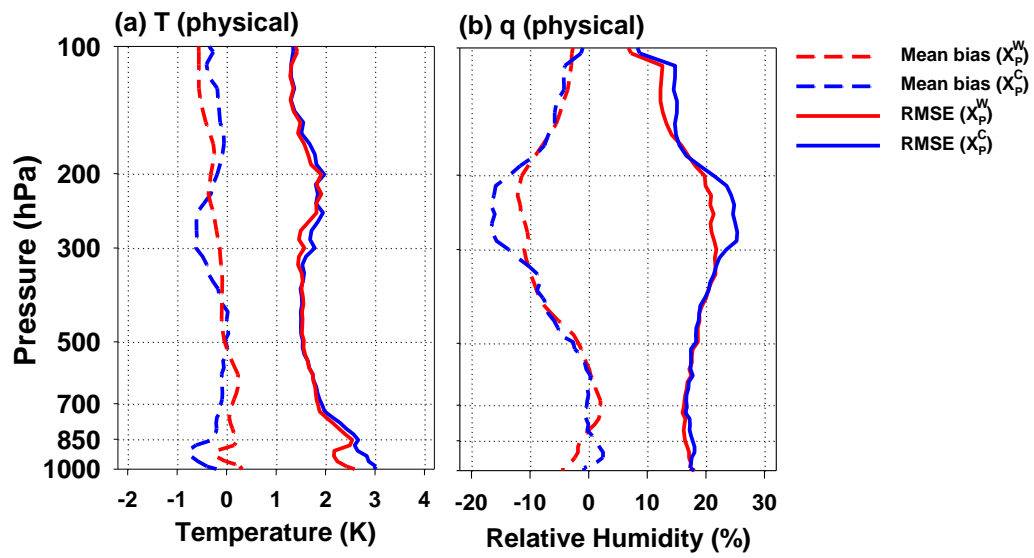 (a) T (physical)
(b) q (physical)
Mean bias (X_P^W)
Mean bias (X_P^C)
RMSE (X_P^W)
RMSE (X_P^C)
Pressure (hPa)
100
200
300
500
700
850
1000
-2 -1 0 1 2 3 4
-20 -10 0 10 20 30
Temperature (K)
Relative Humidity (%)